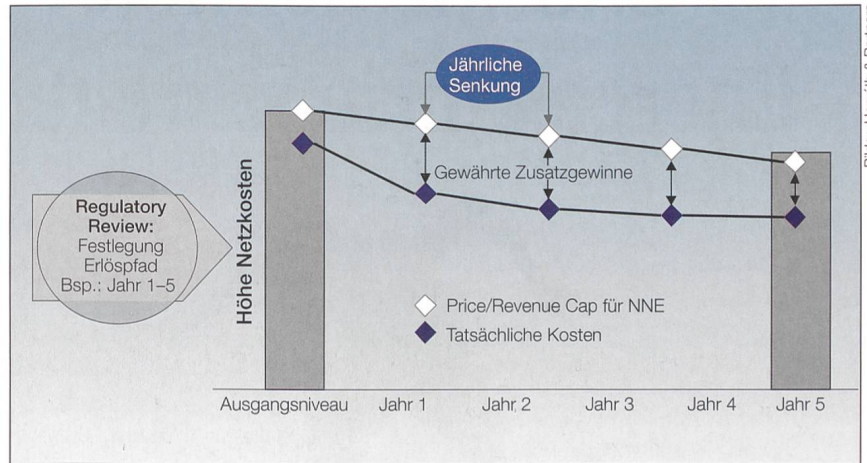 Jährliche
Senkung
Gewährte Zusatzgewinne
Regulatory
Review:
Festlegung
Erlöspfad
Bsp.: Jahr 1–5
Höhe Netzkosten
Price/Revenue Cap für NNE
Tatsächliche Kosten
Ausgangsniveau Jahr 1 Jahr 2 Jahr 3 Jahr 4 Jahr 5